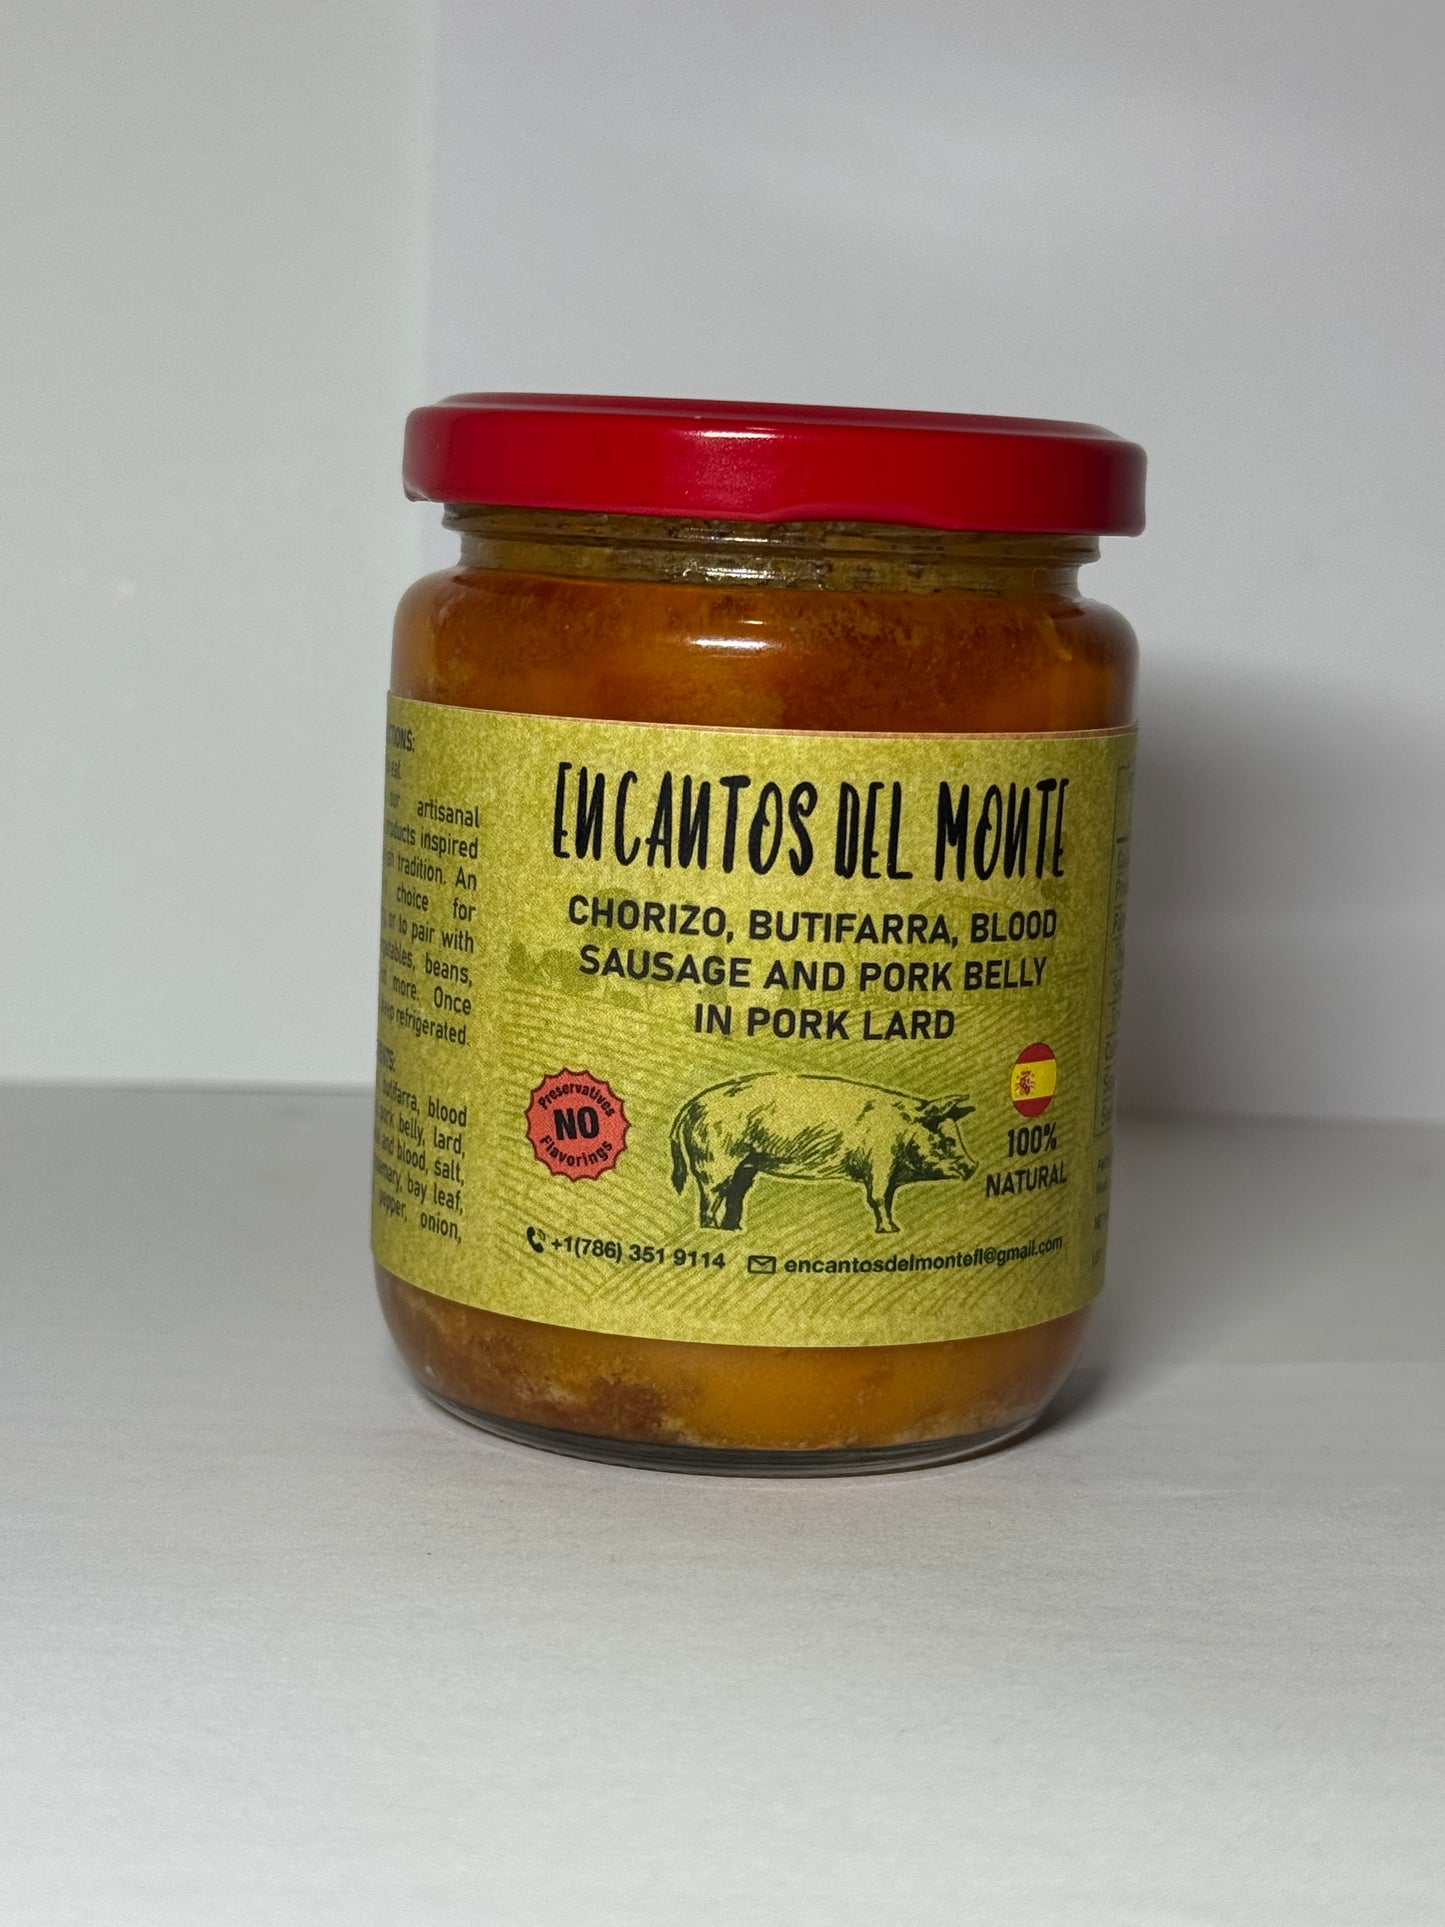 ENCANTOS DEL MONTE
CHORIZO, BUTIFARRA, BLOOD
SAUSAGE AND PORK BELLY
IN PORK LARD
Preservatives
NO
Flavorings
100%
NATURAL
+1(786) 351 9114 encantosdelmontefl@gmail.com
eat.
artisanal
inspired
tradition. An
choice for
or to pair with
beans,
more. Once
refrigerated.
butifarra, blood
pork belly, lard,
and blood, salt,
bay leaf,
pepper, onion,